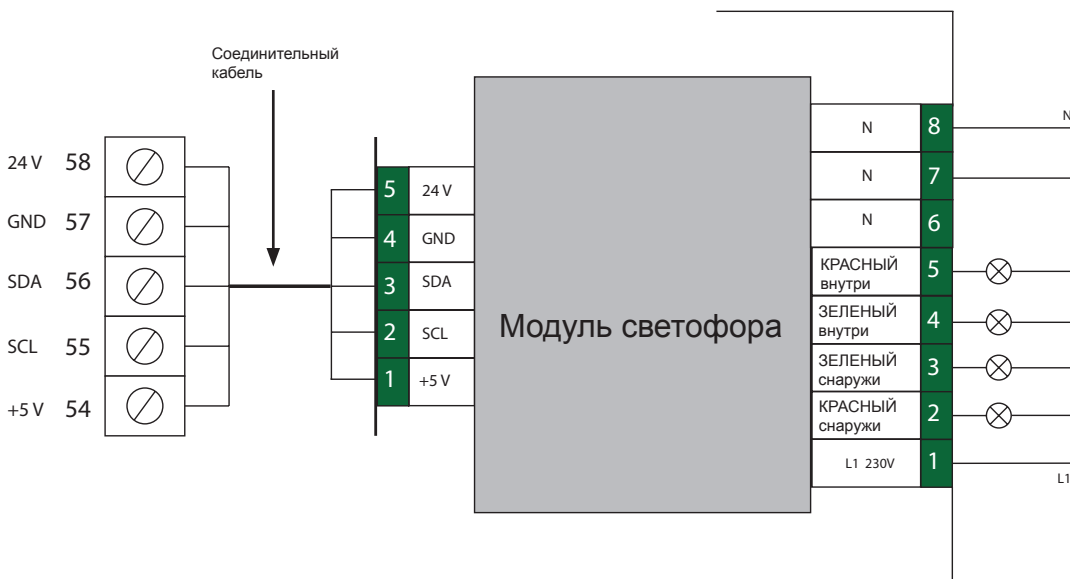 Соединительный
кабель
24 V 58
GND 57
SDA 56
SCL 55
+5 V 54
5 24 V
4 GND
3 SDA
2 SCL
1 +5 V
Модуль светофора
N 8
N 7
N 6
КРАСНЫЙ
внутри 5
ЗЕЛЕНЫЙ
внутри 4
ЗЕЛЕНЫЙ
снаружи 3
КРАСНЫЙ
снаружи 2
L1 230V 1
N
L1